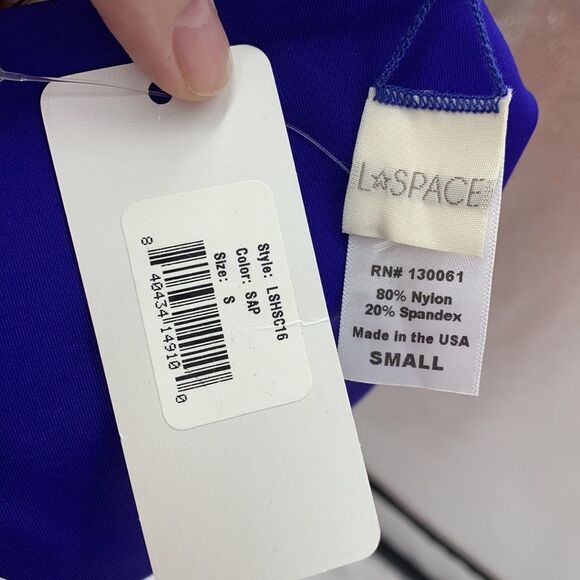 Style: LSHSC16
Color: SAP
Size: S
8 40434 14910 0
L☆SPACE
RN# 130061
80% Nylon
20% Spandex
Made in the USA
SMALL